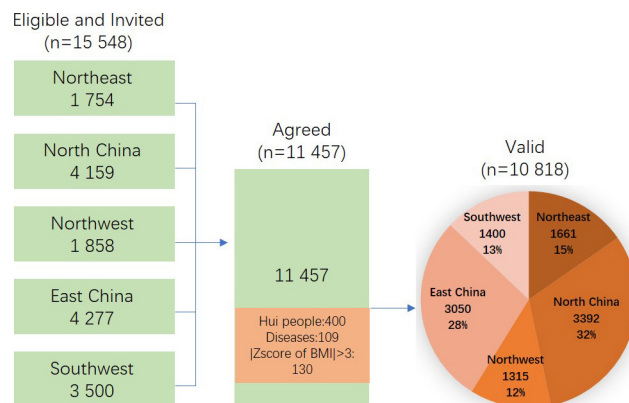 Eligible and Invited
(n=15 548)
Northeast
1 754
North China
4 159
Northwest
1 858
East China
4 277
Southwest
3 500
Agreed
(n=11 457)
11 457
Hui people:400
Diseases:109
|Zscore of BMI|>3:
130
Valid
(n=10 818)
Southwest
1400
13%
Northeast
1661
15%
East China
3050
28%
North China
3392
32%
Northwest
1315
12%